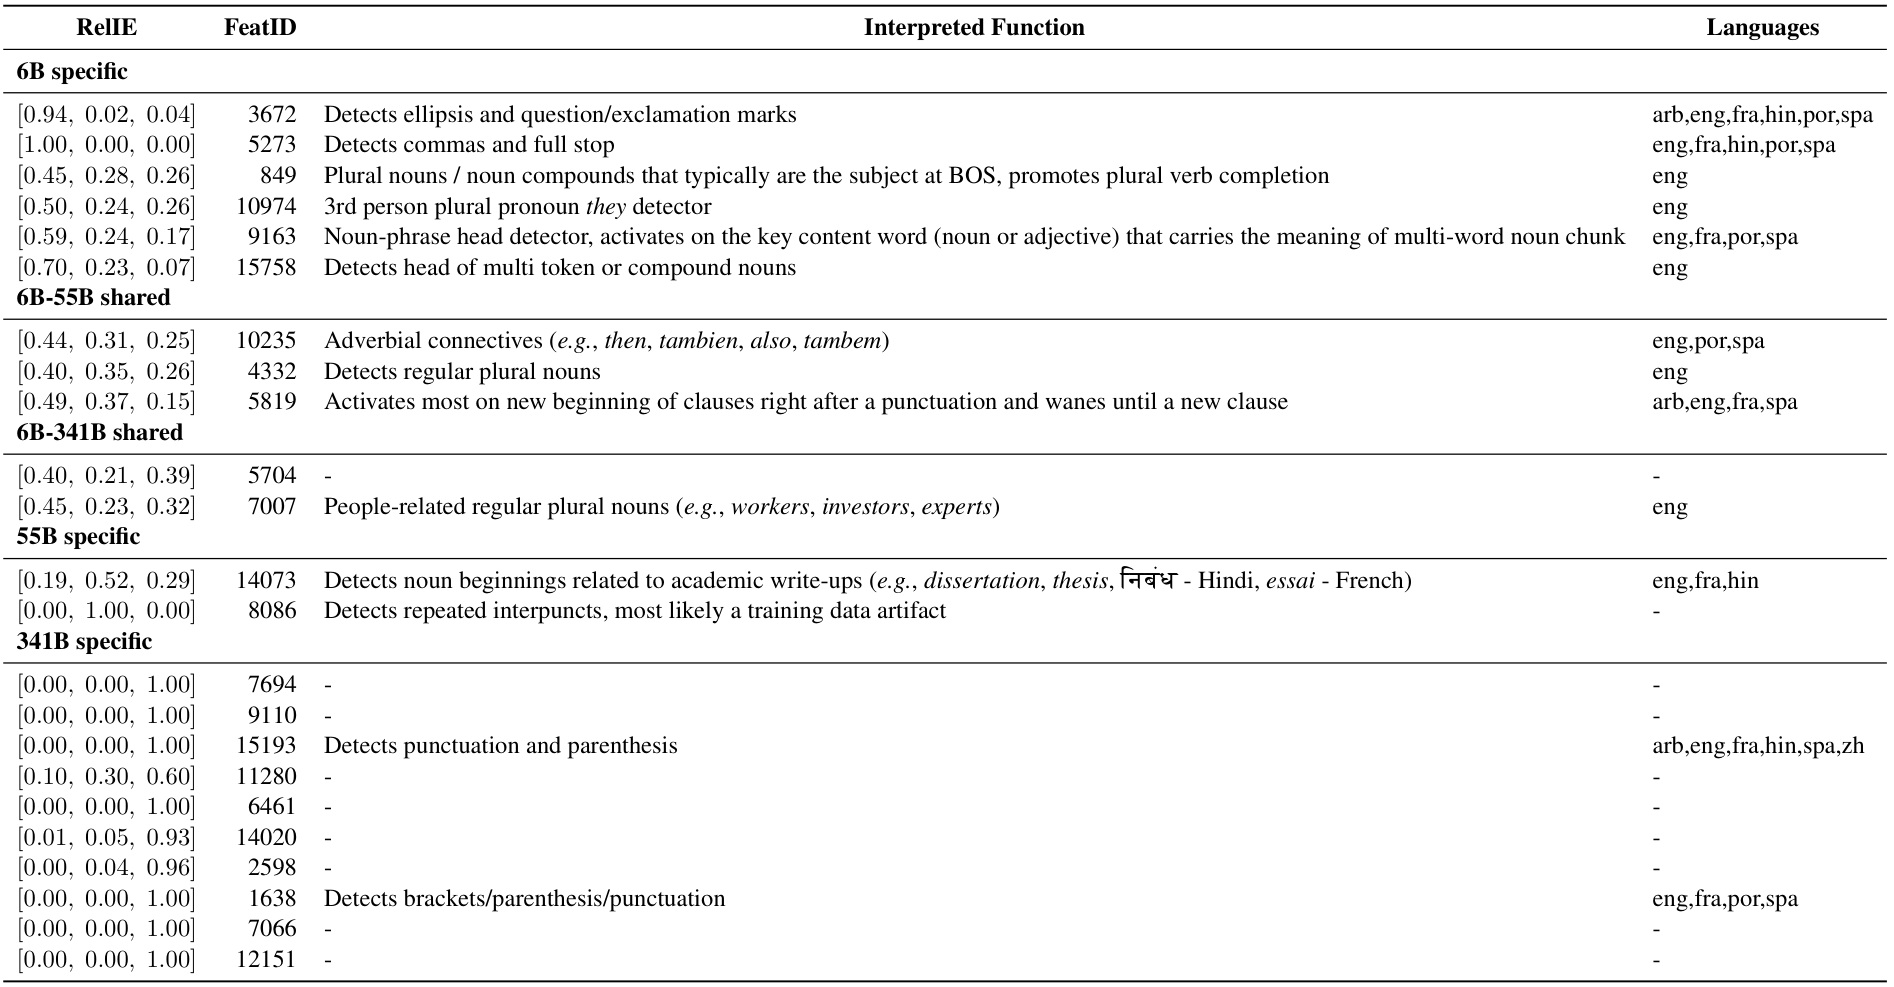 RelIE FeatID Interpreted Function Languages
6B specific
[0.94, 0.02, 0.04] 3672 Detects ellipsis and question/exclamation marks arb,eng,fra,hin,por,spa
[1.00, 0.00, 0.00] 5273 Detects commas and full stop eng,fra,hin,por,spa
[0.45, 0.28, 0.26] 849 Plural nouns / noun compounds that typically are the subject at BOS, promotes plural verb completion eng
[0.50, 0.24, 0.26] 10974 3rd person plural pronoun they detector eng
[0.59, 0.24, 0.17] 9163 Noun-phrase head detector, activates on the key content word (noun or adjective) that carries the meaning of multi-word noun chunk eng,fra,por,spa
[0.70, 0.23, 0.07] 15758 Detects head of multi token or compound nouns eng
6B-55B shared
[0.44, 0.31, 0.25] 10235 Adverbial connectives (e.g., then, tambien, also, tambem) eng,por,spa
[0.40, 0.35, 0.26] 4332 Detects regular plural nouns eng
[0.49, 0.37, 0.15] 5819 Activates most on new beginning of clauses right after a punctuation and wanes until a new clause arb,eng,fra,spa
6B-341B shared
[0.40, 0.21, 0.39] 5704 - -
[0.45, 0.23, 0.32] 7007 People-related regular plural nouns (e.g., workers, investors, experts) eng
55B specific
[0.19, 0.52, 0.29] 14073 Detects noun beginnings related to academic write-ups (e.g., dissertation, thesis, निबंध - Hindi, essai - French) eng,fra,hin
[0.00, 1.00, 0.00] 8086 Detects repeated interpuncts, most likely a training data artifact -
341B specific
[0.00, 0.00, 1.00] 7694 - -
[0.00, 0.00, 1.00] 9110 - -
[0.00, 0.00, 1.00] 15193 Detects punctuation and parenthesis arb,eng,fra,hin,spa,zh
[0.10, 0.30, 0.60] 11280 - -
[0.00, 0.00, 1.00] 6461 - -
[0.01, 0.05, 0.93] 14020 - -
[0.00, 0.04, 0.96] 2598 - -
[0.00, 0.00, 1.00] 1638 Detects brackets/parenthesis/punctuation eng,fra,por,spa
[0.00, 0.00, 1.00] 7066 - -
[0.00, 0.00, 1.00] 12151 - -